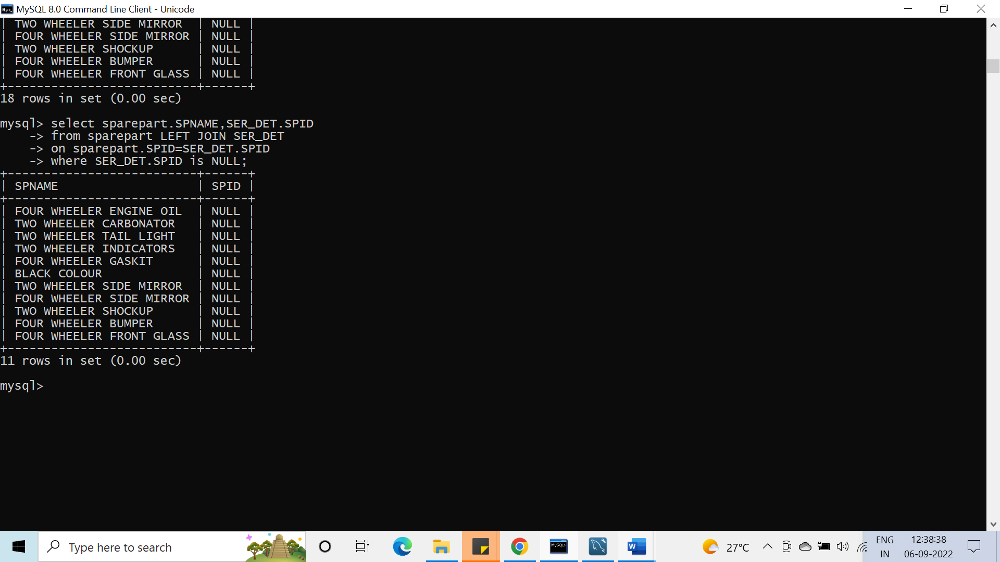 MySQL 8.0 Command Line Client - Unicode
| TWO WHEELER SIDE MIRROR  | NULL |
| FOUR WHEELER SIDE MIRROR | NULL |
| TWO WHEELER SHOCKUP      | NULL |
| FOUR WHEELER BUMPER      | NULL |
| FOUR WHEELER FRONT GLASS | NULL |
+--------------------------+------+
18 rows in set (0.00 sec)
mysql> select sparepart.SPNAME,SER_DET.SPID
    -> from sparepart LEFT JOIN SER_DET
    -> on sparepart.SPID=SER_DET.SPID
    -> where SER_DET.SPID is NULL;
+--------------------------+------+
| SPNAME                   | SPID |
+--------------------------+------+
| FOUR WHEELER ENGINE OIL  | NULL |
| TWO WHEELER CARBONATOR   | NULL |
| TWO WHEELER TAIL LIGHT   | NULL |
| TWO WHEELER INDICATORS   | NULL |
| FOUR WHEELER GASKIT      | NULL |
| BLACK COLOUR             | NULL |
| TWO WHEELER SIDE MIRROR  | NULL |
| FOUR WHEELER SIDE MIRROR | NULL |
| TWO WHEELER SHOCKUP      | NULL |
| FOUR WHEELER BUMPER      | NULL |
| FOUR WHEELER FRONT GLASS | NULL |
+--------------------------+------+
11 rows in set (0.00 sec)
mysql>
Type here to search
MySQL
W
27°C
ENG
IN
12:38:38
06-09-2022